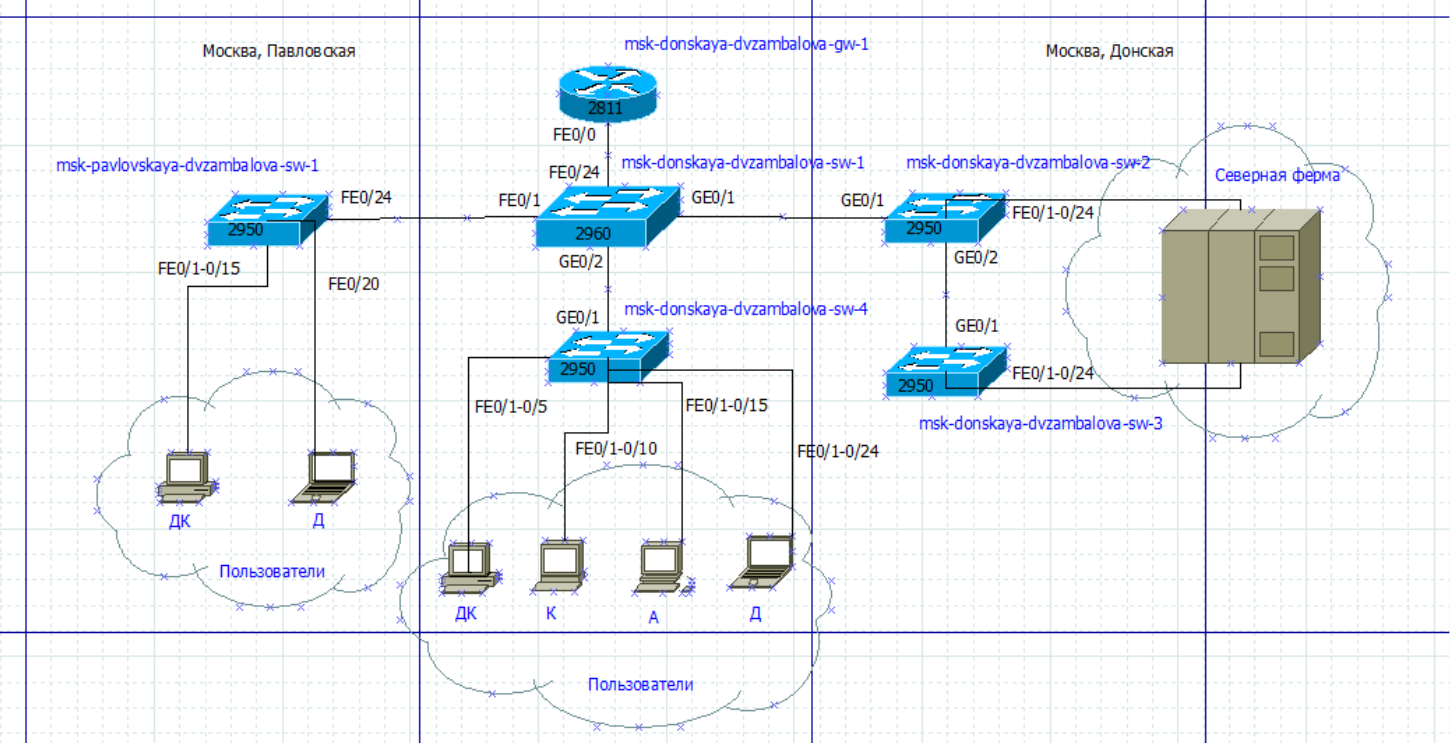 msk-donskaya-dvzambalova-gw-1
Москва, Павловская
Москва, Донская
2811
FE0/0
msk-pavlovskaya-dvzambalova-sw-1
msk-donskaya-dvzambalova-sw-1
msk-donskaya-dvzambalova-sw-2
FE0/24
Северная ферма
FE0/24
FE0/1
GE0/1
GE0/1
FE0/1-0/24
2950
2960
2950
GE0/2
GE0/2
FE0/1-0/15
FE0/20
msk-donskaya-dvzambalova-sw-4
GE0/1
GE0/1
2950
2950
FE0/1-0/24
FE0/1-0/5
FE0/1-0/15
msk-donskaya-dvzambalova-sw-3
FE0/1-0/10
FE0/1-0/24
ДК
Д
Пользователи
ДК
К
А
Д
Пользователи